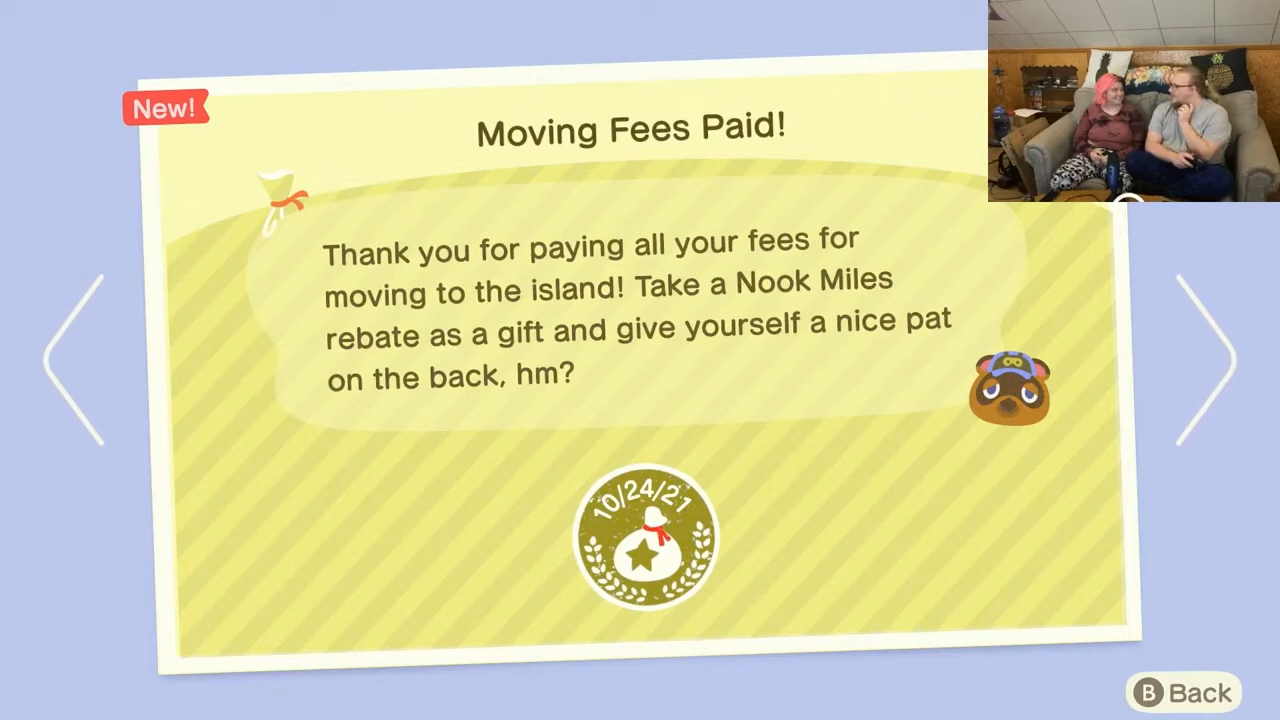 New!
Moving Fees Paid!
Thank you for paying all your fees for
moving to the island! Take a Nook Miles
rebate as a gift and give yourself a nice pat
on the back, hm?
10/24/21
B Back